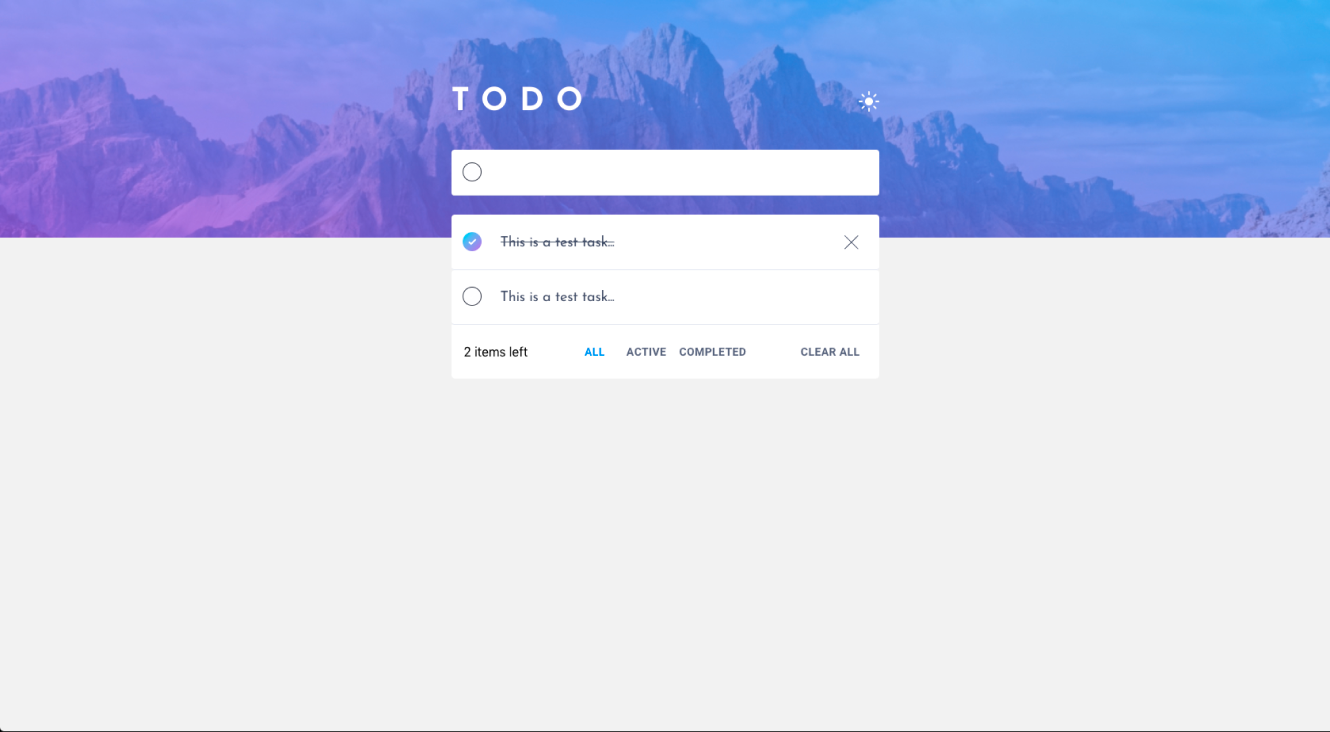 TODO
This is a test task...
This is a test task...
2 items left ALL ACTIVE COMPLETED CLEAR ALL